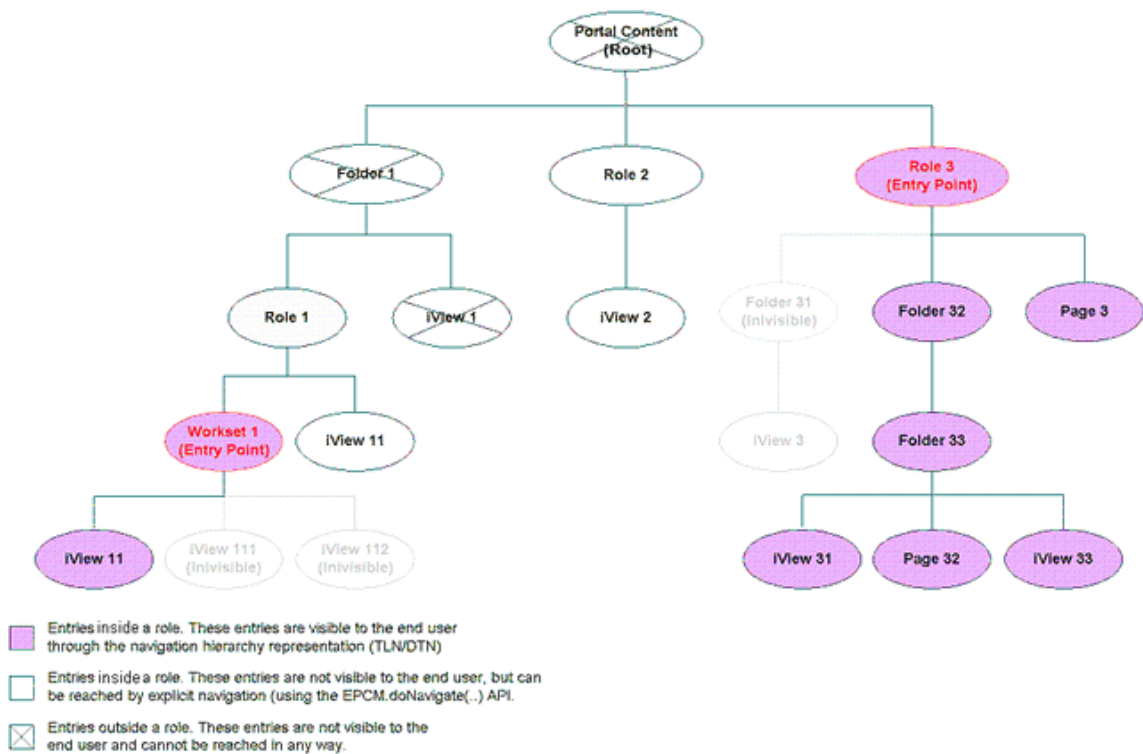 Portal Content
(Root)
Folder 1
Role 2
Role 3
(Entry Point)
Role 1
iView 1
iView 2
Folder 31
(Inivisible)
Folder 32
Page 3
Workset 1
(Entry Point)
iView 11
iView 3
Folder 33
iView 11
iView 111
(Inivisible)
iView 112
(Inivisible)
iView 31
Page 32
iView 33
Entries inside a role. These entries are visible to the end user
through the navigation hierarchy representation (TLN/DTN)
Entries inside a role. These entries are not visible to the end user, but can
be reached by explicit navigation (using the EPCM.doNavigate(..) API.
Entries outside a role. These entries are not visible to the
end user and cannot be reached in any way.